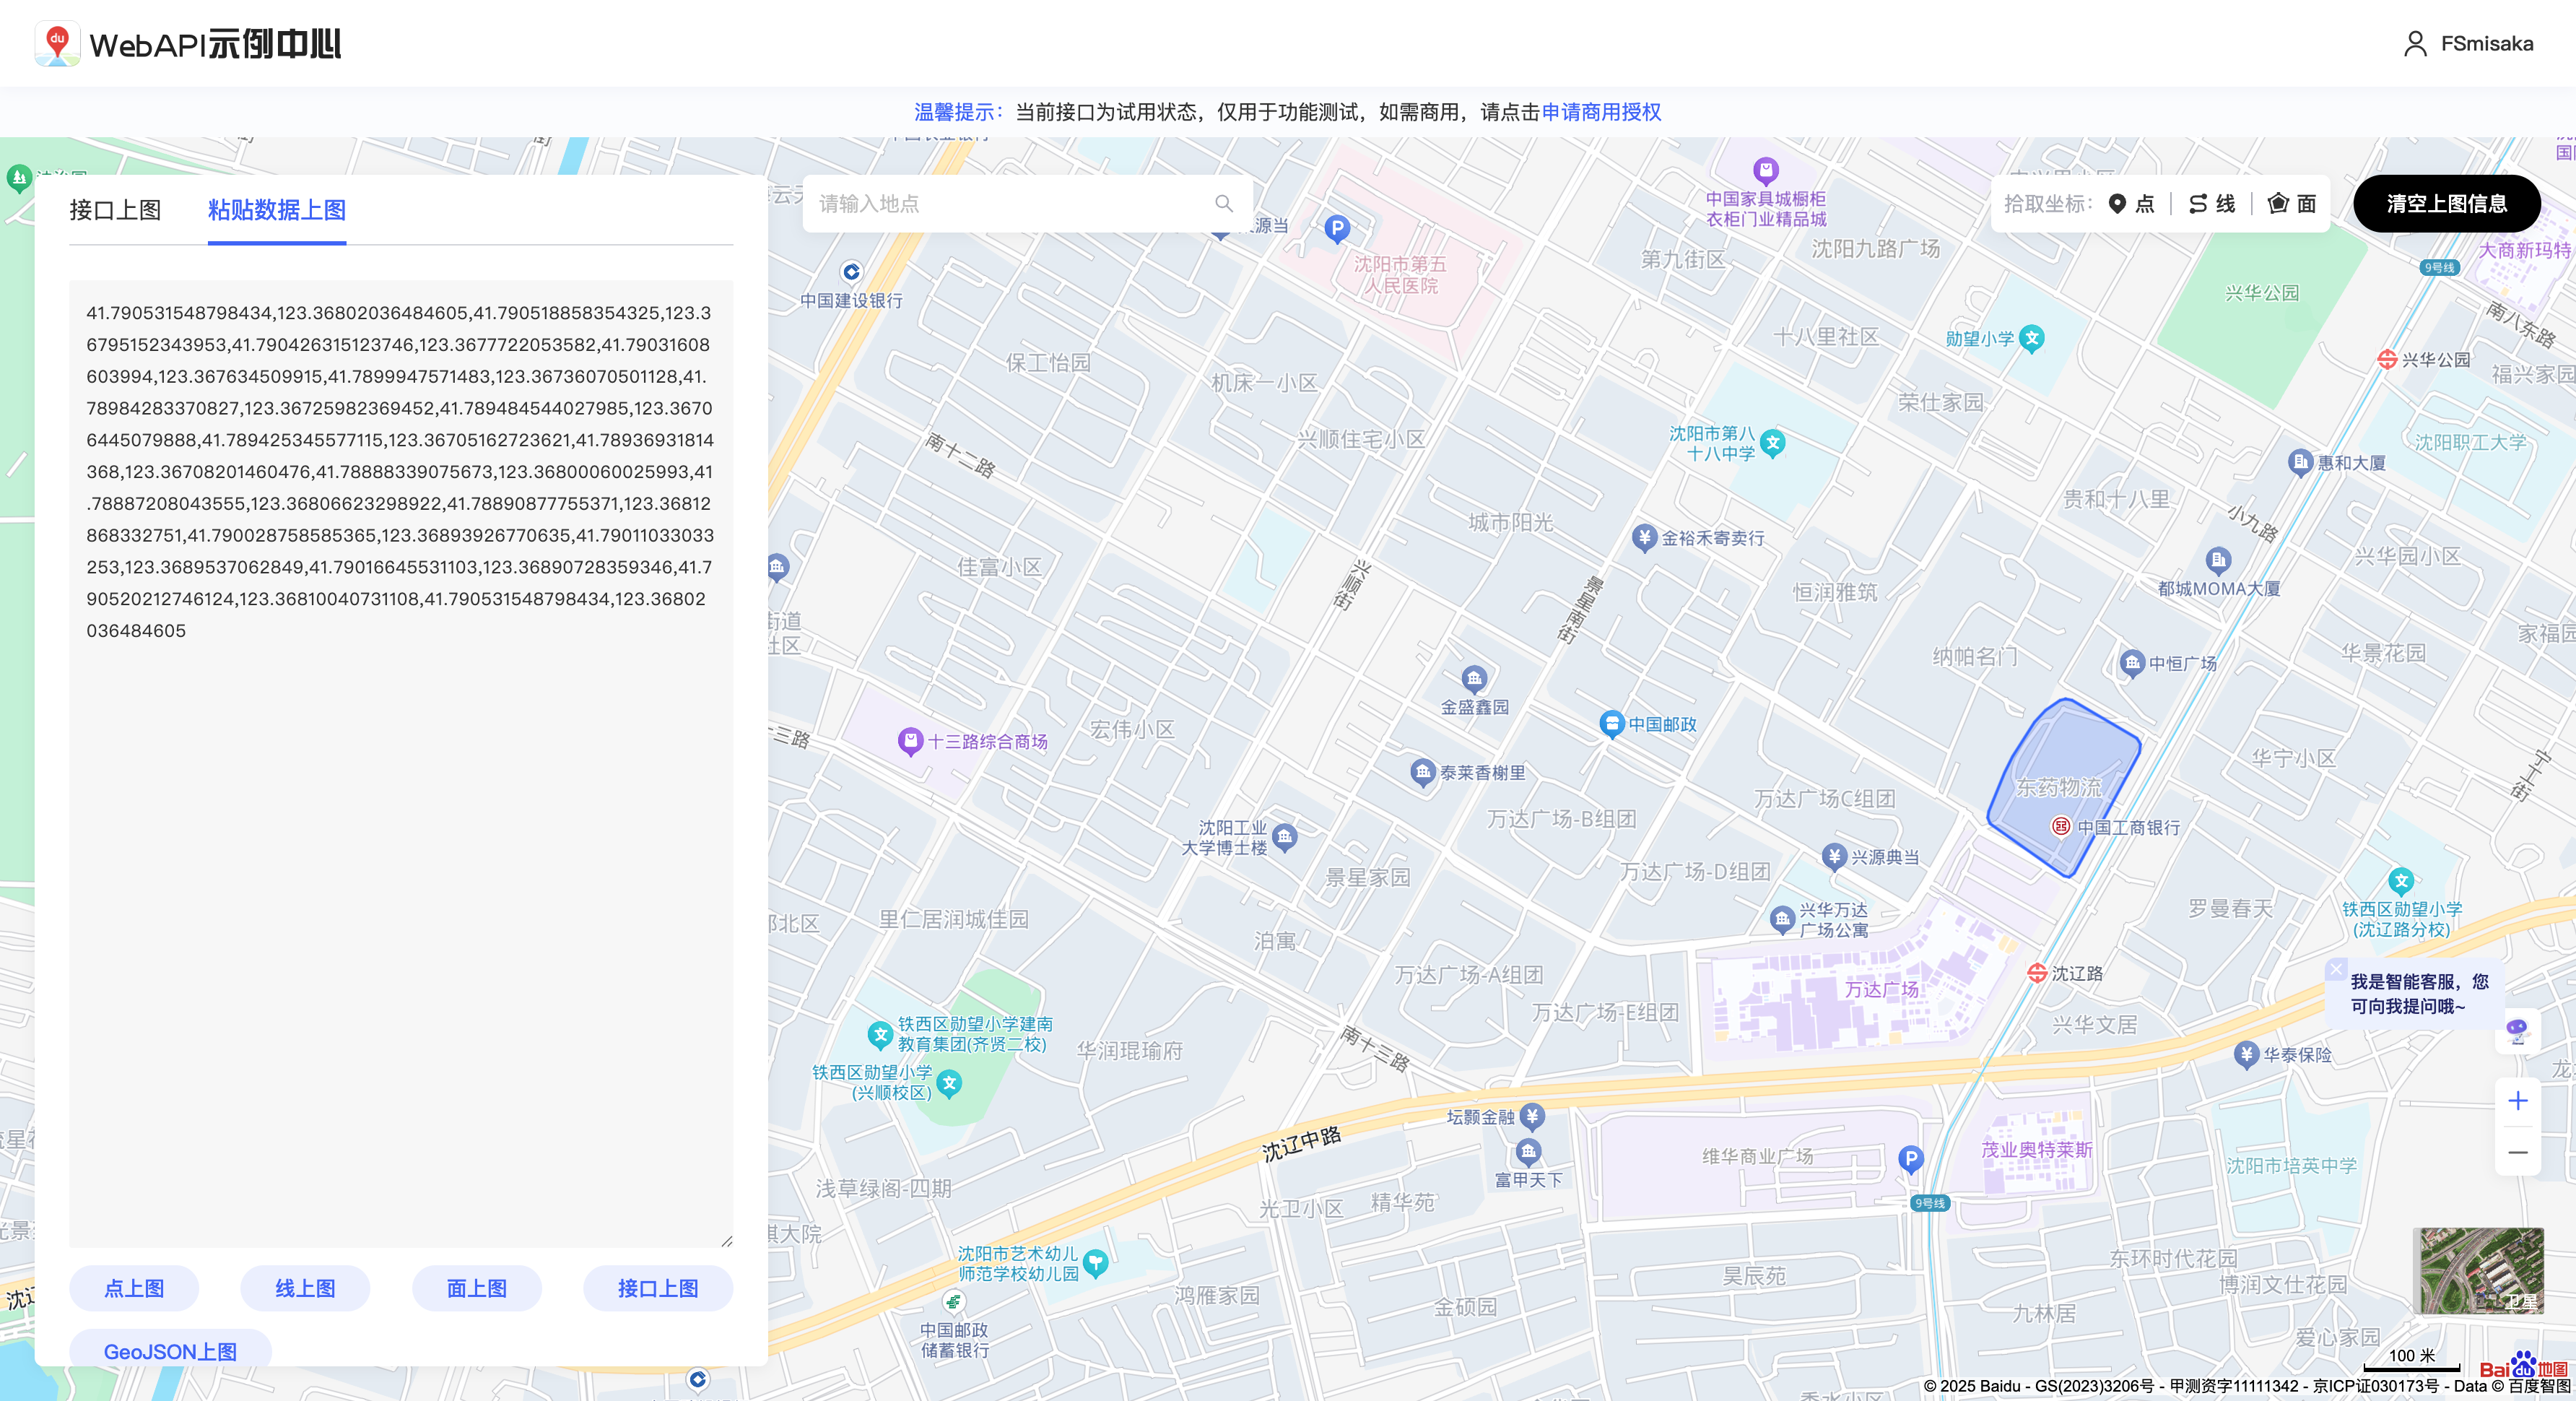 WebAPI示例中心
FSmisaka
温馨提示：当前接口为试用状态，仅用于功能测试，如需商用，请点击申请商用授权
接口上图
粘贴数据上图
请输入地点
拾取坐标：
点
线
面
清空上图信息
41.790531548798434,123.36802036484605,41.790518858354325,123.3
6795152343953,41.790426315123746,123.3677722053582,41.79031608
603994,123.367634509915,41.7899947571483,123.36736070501128,41.
78984283370827,123.36725982369452,41.789484544027985,123.3670
6445079888,41.789425345577115,123.36705162723621,41.78936931814
368,123.36708201460476,41.78888339075673,123.36800060025993,41
.78887208043555,123.36806623298922,41.78890877755371,123.36812
868332751,41.790028758585365,123.36893926770635,41.79011033033
253,123.3689537062849,41.79016645531103,123.36890728359346,41.7
90520212746124,123.36810040731108,41.790531548798434,123.36802
036484605
点上图
线上图
面上图
接口上图
GeoJSON上图
中国家具城橱柜
衣柜门业精品城
沈阳九路广场
第九街区
沈阳市第五
人民医院
中国建设银行
兴华公园
9号线
大商新玛特
南八东路
兴华公园
福兴家园
十八里社区
勋望小学
保工怡园
机床一小区
荣仕家园
兴顺住宅小区
沈阳市第八
十八中学
沈阳职工大学
南十二路
惠和大厦
贵和十八里
城市阳光
金裕禾寄卖行
小九路
兴华园小区
佳富小区
兴顺街
景星南街
恒润雅筑
都城MOMA大厦
家福园
纳帕名门
中恒广场
华景花园
金盛鑫园
中国邮政
十三路综合商场
宏伟小区
泰莱香榭里
华宁小区
宁工街
东药物流
万达广场C组团
万达广场-B组团
中国工商银行
沈阳工业
大学博士楼
兴源典当
景星家园
万达广场-D组团
里仁居润城佳园
兴华万达
广场公寓
罗曼春天
铁西区勋望小学
(沈辽路分校)
泊寓
万达广场-A组团
沈辽路
万达广场
我是智能客服，您
可向我提问哦~
万达广场-E组团
兴华文居
铁西区勋望小学建南
教育集团(齐贤二校)
华润琨瑜府
南十三路
华泰保险
铁西区勋望小学
(兴顺校区)
坛颢金融
沈辽中路
维华商业广场
茂业奥特莱斯
沈阳市培英中学
富甲天下
浅草绿阁-四期
光卫小区
精华苑
9号线
沈阳市艺术幼儿
师范学校幼儿园
昊辰苑
东环时代花园
博润文仕花园
鸿雁家园
金硕园
九林居
卫星
中国邮政
储蓄银行
爱心家园
100 米
Bai du 地图
© 2025 Baidu - GS(2023)3206号 - 甲测资字11111342 - 京ICP证030173号 - Data © 百度智图